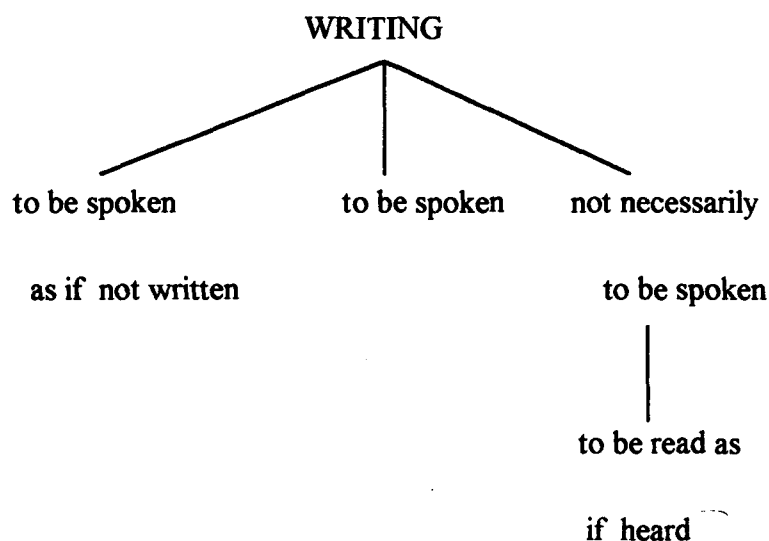 WRITING
to be spoken
as if not written
to be spoken
not necessarily
to be spoken
to be read as
if heard